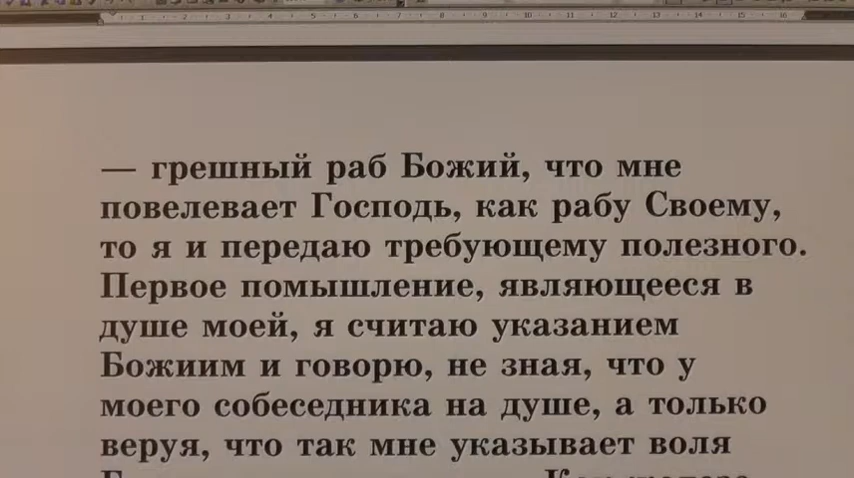 — грешный раб Божий, что мне
повелевает Господь, как рабу Своему,
то я и передаю требующему полезного.
Первое помышление, являющееся в
душе моей, я считаю указанием
Божиим и говорю, не зная, что у
моего собеседника на душе, а только
веруя, что так мне указывает воля